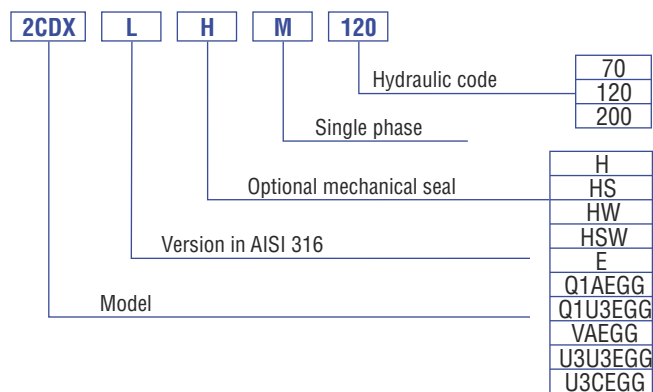 2CDX L H M 120
Hydraulic code
70
120
200
Single phase
Optional mechanical seal
H
HS
HW
HSW
E
Q1AEGG
Q1U3EGG
VAEGG
U3U3EGG
U3CEGG
Version in AISI 316
Model